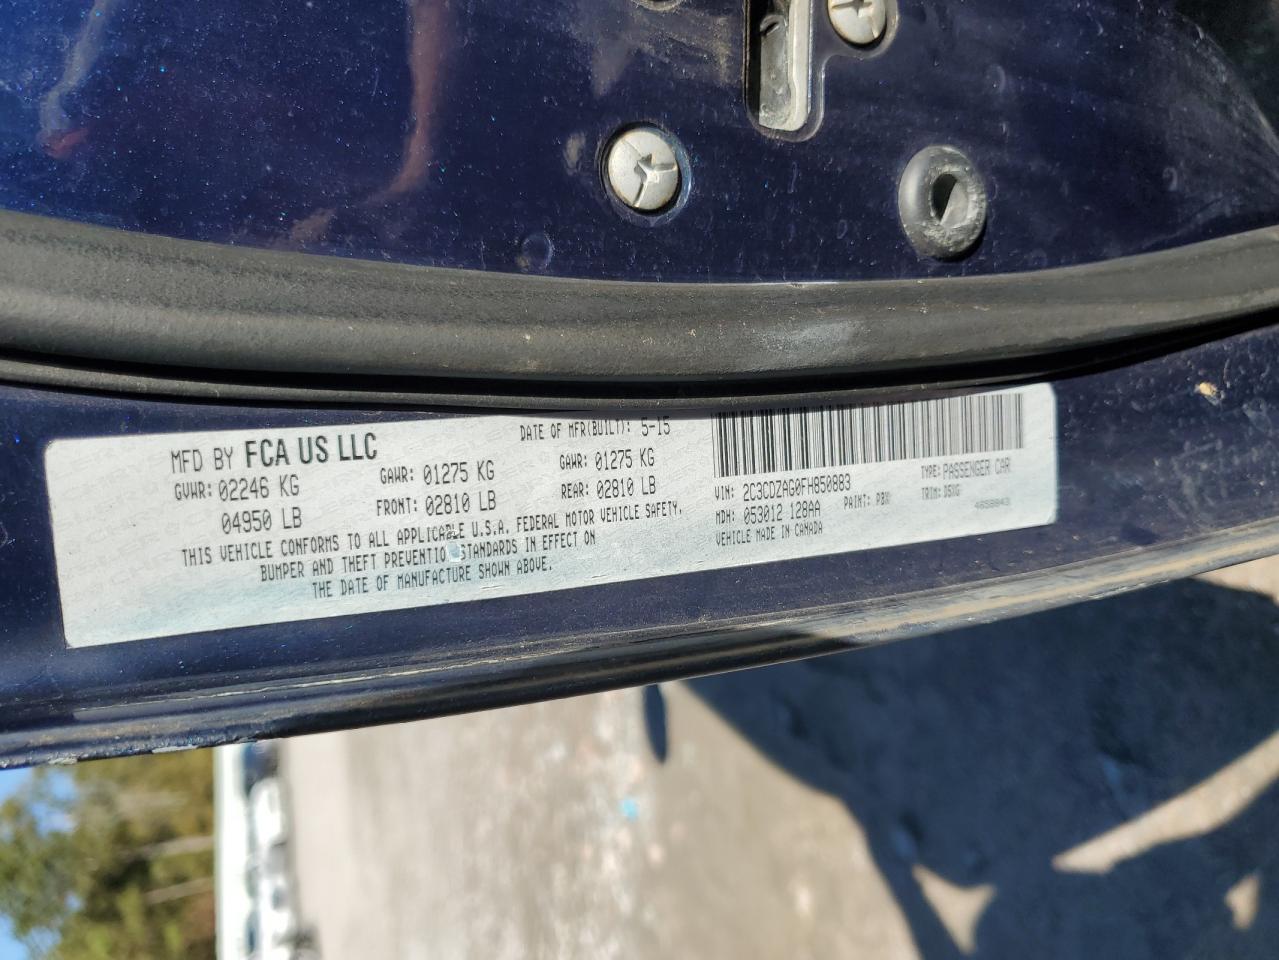 MFD BY FCA US LLC DATE OF MFR(BUILT): 5-15
GVWR: 02246 KG GAWR: 01275 KG GAWR: 01275 KG
04950 LB FRONT: 02810 LB REAR: 02810 LB
THIS VEHICLE CONFORMS TO ALL APPLICABLE U.S.A. FEDERAL MOTOR VEHICLE SAFETY,
BUMPER AND THEFT PREVENTIO STANDARDS IN EFFECT ON
THE DATE OF MANUFACTURE SHOWN ABOVE.
VIN: 2C3CDZAG0FH850883 TYPE: PASSENGER CAR
MDH: 053012 128AA PAINT: PBX TRIM:
VEHICLE MADE IN CANADA